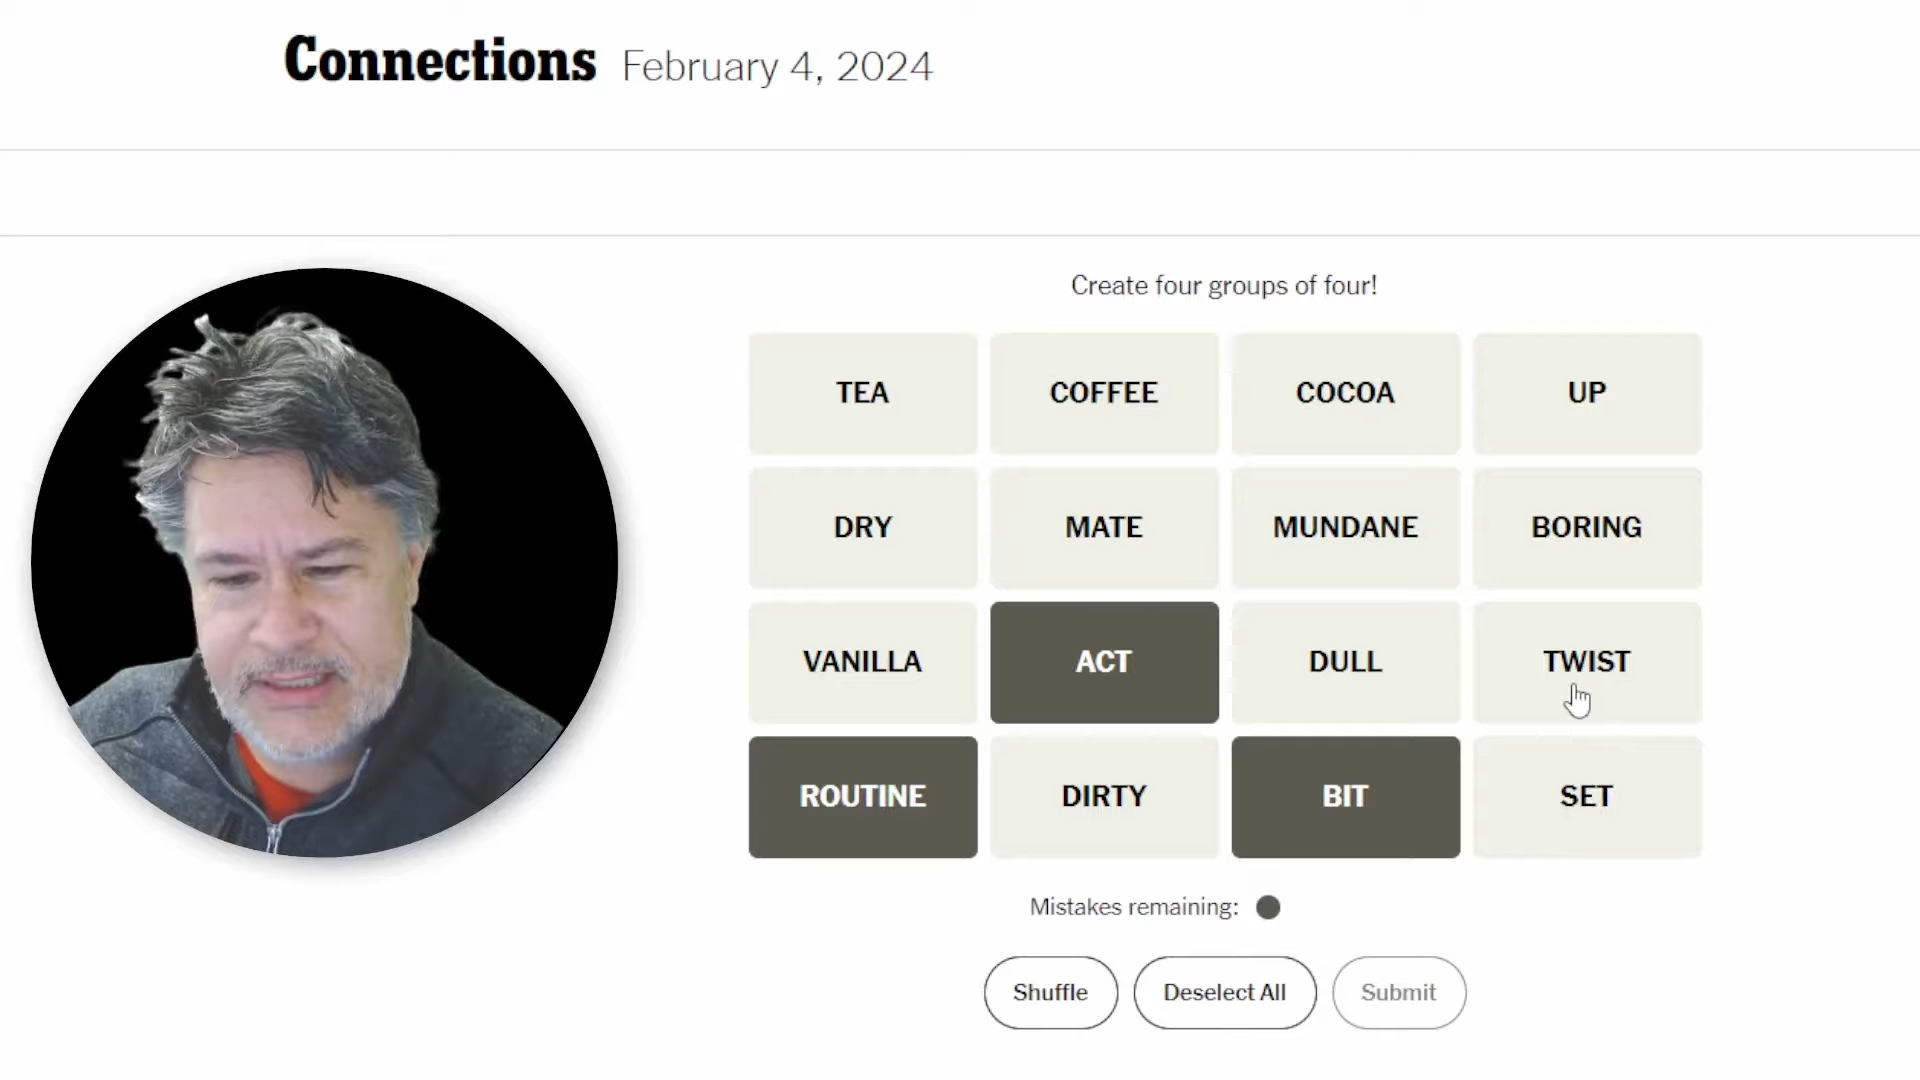 Connections February 4, 2024
Create four groups of four!
TEA COFFEE COCOA UP
DRY MATE MUNDANE BORING
VANILLA ACT DULL TWIST
ROUTINE DIRTY BIT SET
Mistakes remaining:
Shuffle Deselect All Submit